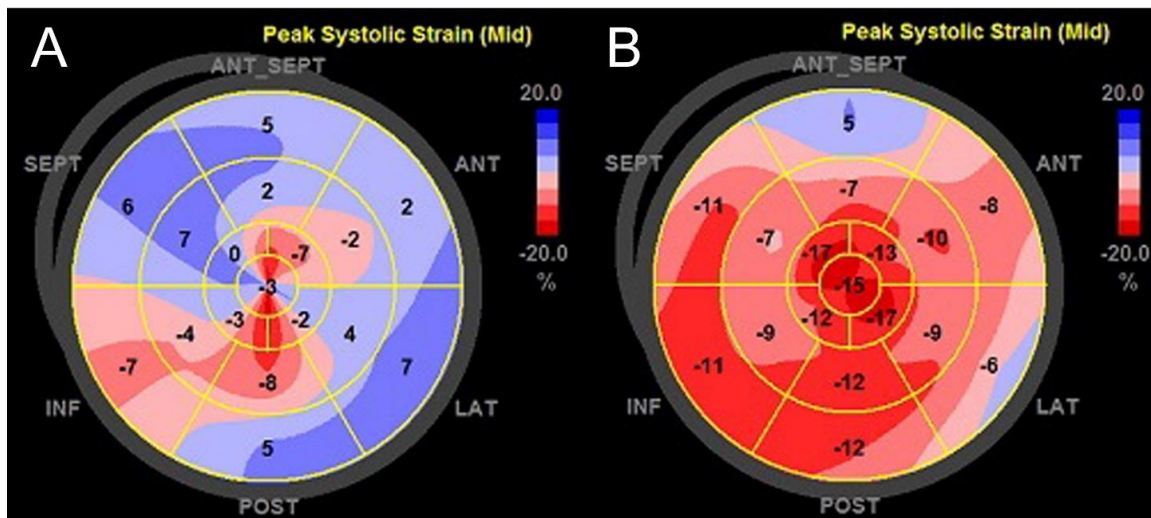 A
Peak Systolic Strain (Mid)
ANT_SEPT
20.0
-20.0
%
SEPT
ANT
INF
LAT
POST
5
2
6
7
2
0
-7
-2
-3
-3
-2
-4
4
-7
-8
7
5
B
Peak Systolic Strain (Mid)
ANT_SEPT
20.0
-20.0
%
SEPT
ANT
INF
LAT
POST
5
-7
-11
-8
-7
-10
-17
-13
-15
-12
-17
-9
-9
-11
-6
-12
-12